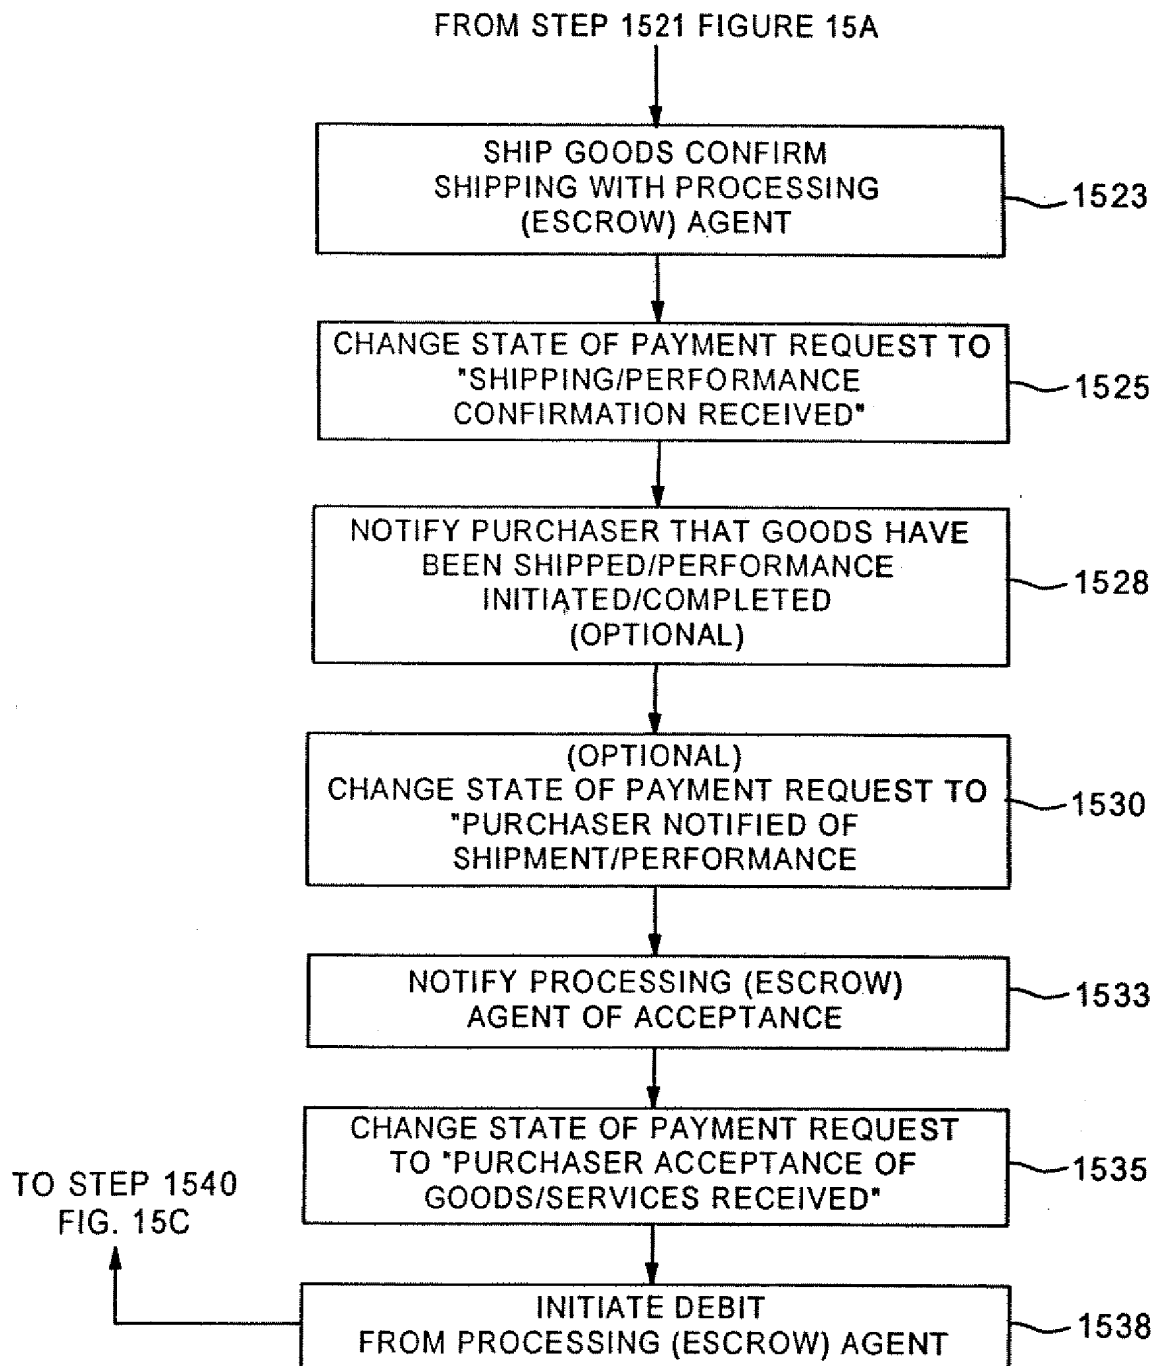 FROM STEP 1521 FIGURE 15A
SHIP GOODS CONFIRM
SHIPPING WITH PROCESSING
(ESCROW) AGENT
1523
CHANGE STATE OF PAYMENT REQUEST TO
"SHIPPING/PERFORMANCE
CONFIRMATION RECEIVED"
1525
NOTIFY PURCHASER THAT GOODS HAVE
BEEN SHIPPED/PERFORMANCE
INITIATED/COMPLETED
(OPTIONAL)
1528
(OPTIONAL)
CHANGE STATE OF PAYMENT REQUEST TO
"PURCHASER NOTIFIED OF
SHIPMENT/PERFORMANCE
1530
NOTIFY PROCESSING (ESCROW)
AGENT OF ACCEPTANCE
1533
CHANGE STATE OF PAYMENT REQUEST
TO "PURCHASER ACCEPTANCE OF
GOODS/SERVICES RECEIVED"
1535
TO STEP 1540
FIG. 15C
INITIATE DEBIT
FROM PROCESSING (ESCROW) AGENT
1538